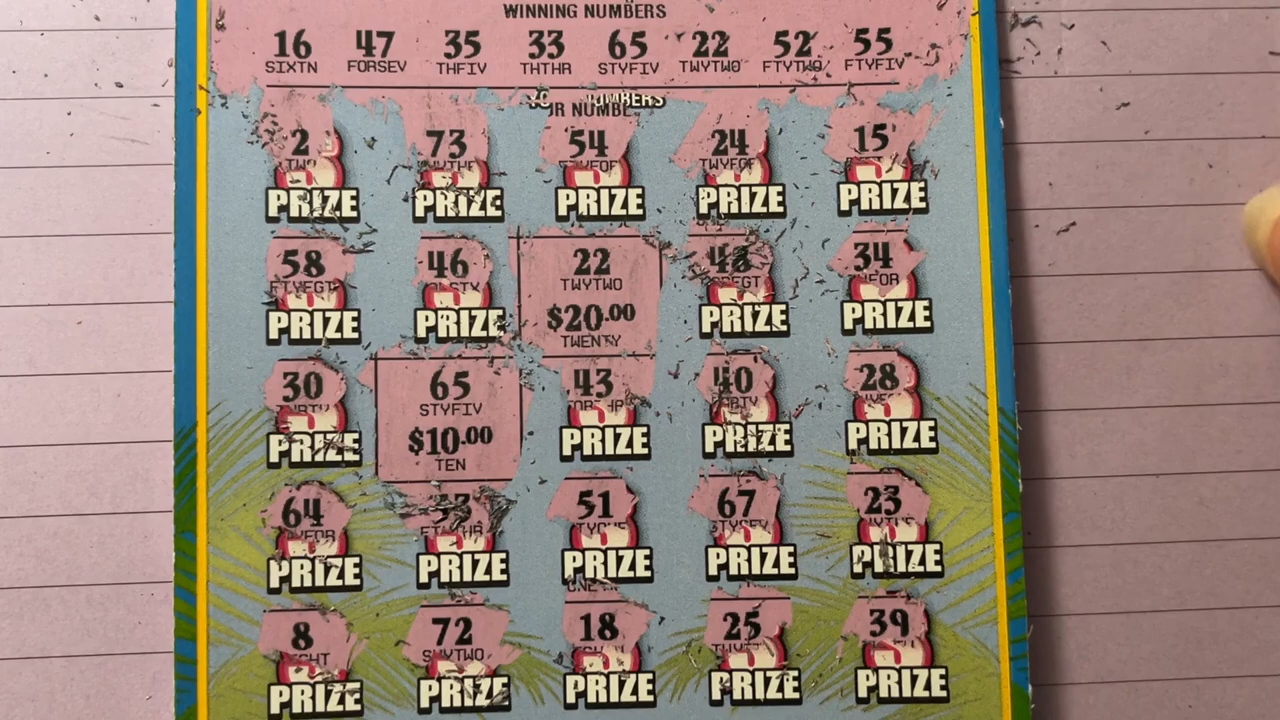 WINNING NUMBERS
16 47 35 33 65 22 52 55
SIXTN FORSEV THFIV THTHR STYFIV TWYTWO FTYTWO FTYFIV
2 73 54 24 15
PRIZE PRIZE PRIZE PRIZE PRIZE
58 46 22 48 34
TWYTWO
$20.00
TWENTY
PRIZE PRIZE PRIZE PRIZE
30 65 43 40 28
STYFIV
$10.00
TEN
PRIZE PRIZE PRIZE PRIZE
64 51 67 23
PRIZE PRIZE PRIZE PRIZE PRIZE
8 72 18 25 39
PRIZE PRIZE PRIZE PRIZE PRIZE